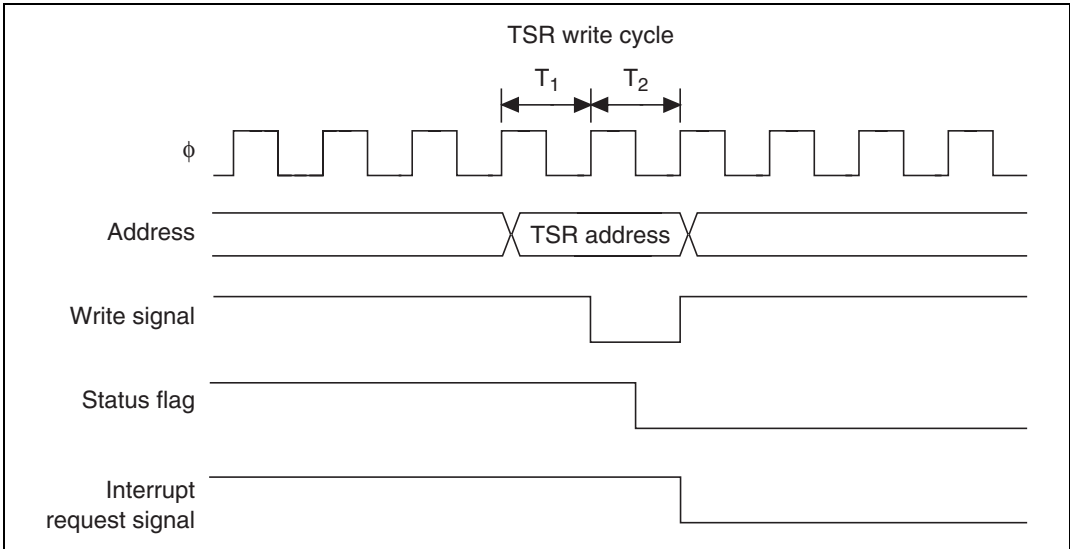 TSR write cycle
T1 T2
ϕ
Address
TSR address
Write signal
Status flag
Interrupt
request signal